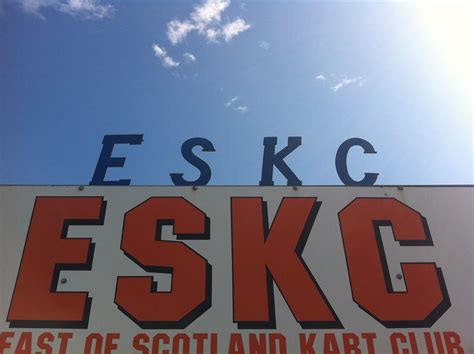 ESKC
ESKC
EAST OF SCOTLAND KART CLUB